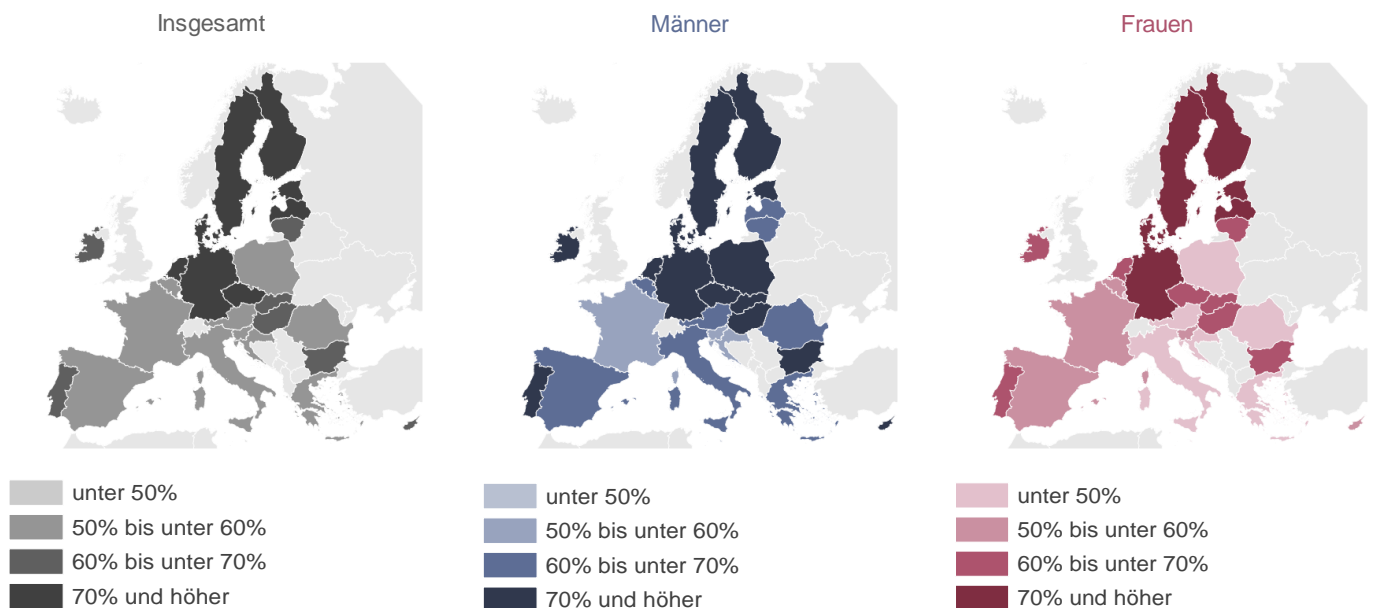 Insgesamt
Männer
Frauen
unter 50%
50% bis unter 60%
60% bis unter 70%
70% und höher
unter 50%
50% bis unter 60%
60% bis unter 70%
70% und höher
unter 50%
50% bis unter 60%
60% bis unter 70%
70% und höher